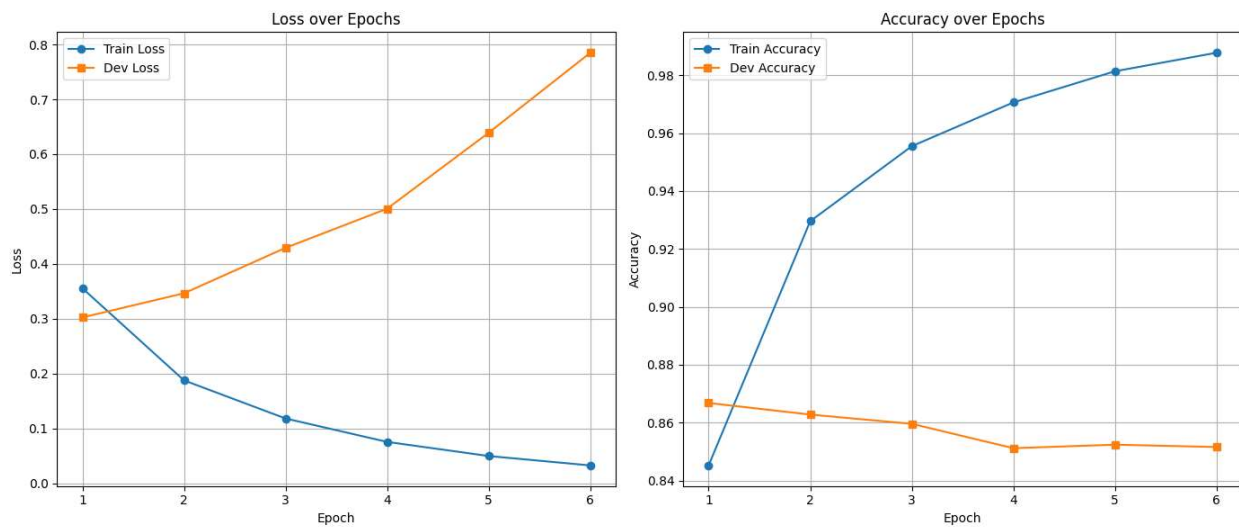 Loss over Epochs
Train Loss
Dev Loss
0.8
0.7
0.6
0.5
0.4
0.3
0.2
0.1
0.0
Loss
1 2 3 4 5 6
Epoch
Accuracy over Epochs
Train Accuracy
Dev Accuracy
0.98
0.96
0.94
0.92
0.90
0.88
0.86
0.84
Accuracy
1 2 3 4 5 6
Epoch